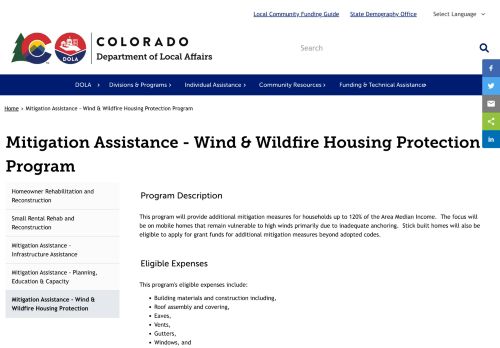 Local Community Funding Guide State Demography Office Select Language
COLORADO
Department of Local Affairs
DOLA
Search
DOLA Divisions & Programs Individual Assistance Community Resources Funding & Technical Assistance
Home › Mitigation Assistance - Wind & Wildfire Housing Protection Program
Mitigation Assistance - Wind & Wildfire Housing Protection
Program
Homeowner Rehabilitation and
Reconstruction
Small Rental Rehab and
Reconstruction
Mitigation Assistance -
Infrastructure Assistance
Mitigation Assistance - Planning,
Education & Capacity
Mitigation Assistance - Wind &
Wildfire Housing Protection
Program Description
This program will provide additional mitigation measures for households up to 120% of the Area Median Income. The focus will
be on mobile homes that remain vulnerable to high winds primarily due to inadequate anchoring. Stick built homes will also be
eligible to apply for grant funds for additional mitigation measures beyond adopted codes.
Eligible Expenses
This program's eligible expenses include:
• Building materials and construction including,
• Roof assembly and covering,
• Eaves,
• Vents,
• Gutters,
• Windows, and